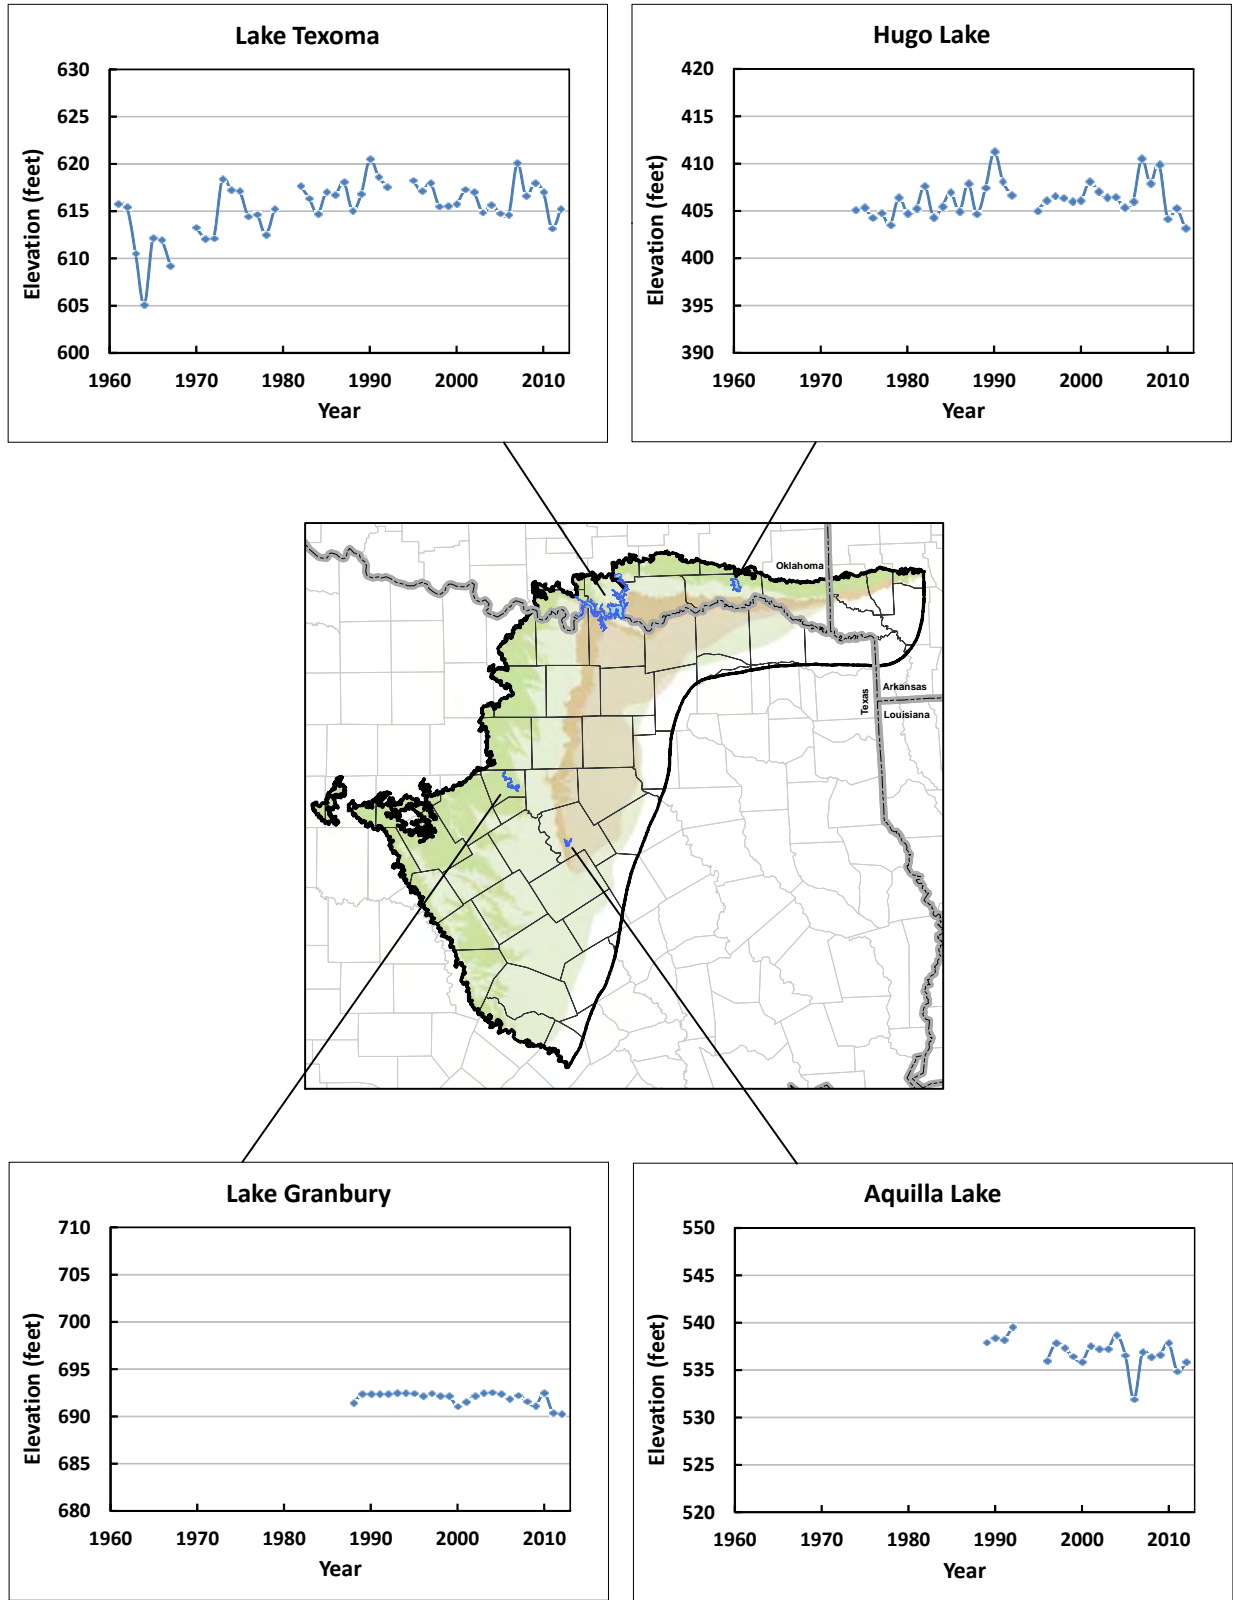 Lake Texoma
630
625
620
615
610
605
600
Elevation (feet)
1960 1970 1980 1990 2000 2010
Year
Hugo Lake
420
415
410
405
400
395
390
Elevation (feet)
1960 1970 1980 1990 2000 2010
Year
Oklahoma
Texas
Arkansas
Louisiana
Lake Granbury
710
705
700
695
690
685
680
Elevation (feet)
1960 1970 1980 1990 2000 2010
Year
Aquilla Lake
550
545
540
535
530
525
520
Elevation (feet)
1960 1970 1980 1990 2000 2010
Year